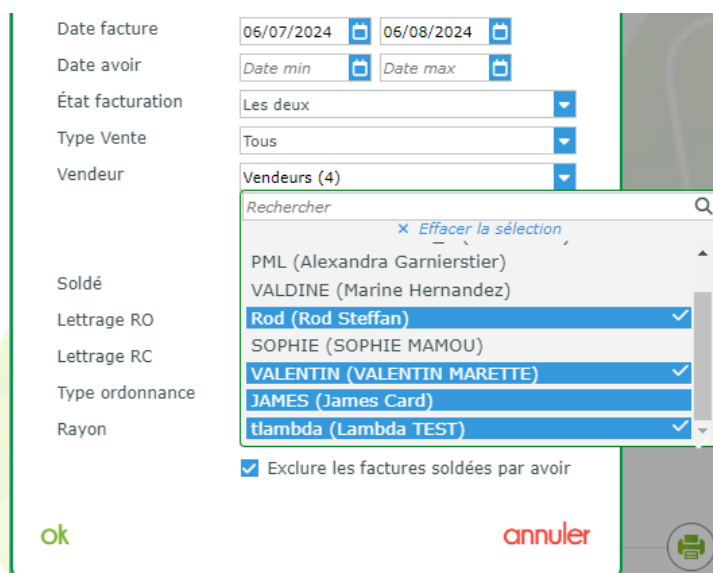 Date facture 06/07/2024 06/08/2024
Date avoir Date min Date max
État facturation Les deux
Type Vente Tous
Vendeur Vendeurs (4)
Rechercher
× Effacer la sélection
PML (Alexandra Garnierstier)
VALDINE (Marine Hernandez)
Soldé
Rod (Rod Steffan)
Lettrage RO
SOPHIE (SOPHIE MAMOU)
Lettrage RC
VALENTIN (VALENTIN MARETTE)
Type ordonnance
JAMES (James Card)
Rayon
tlambda (Lambda TEST)
Exclure les factures soldées par avoir
ok annuler